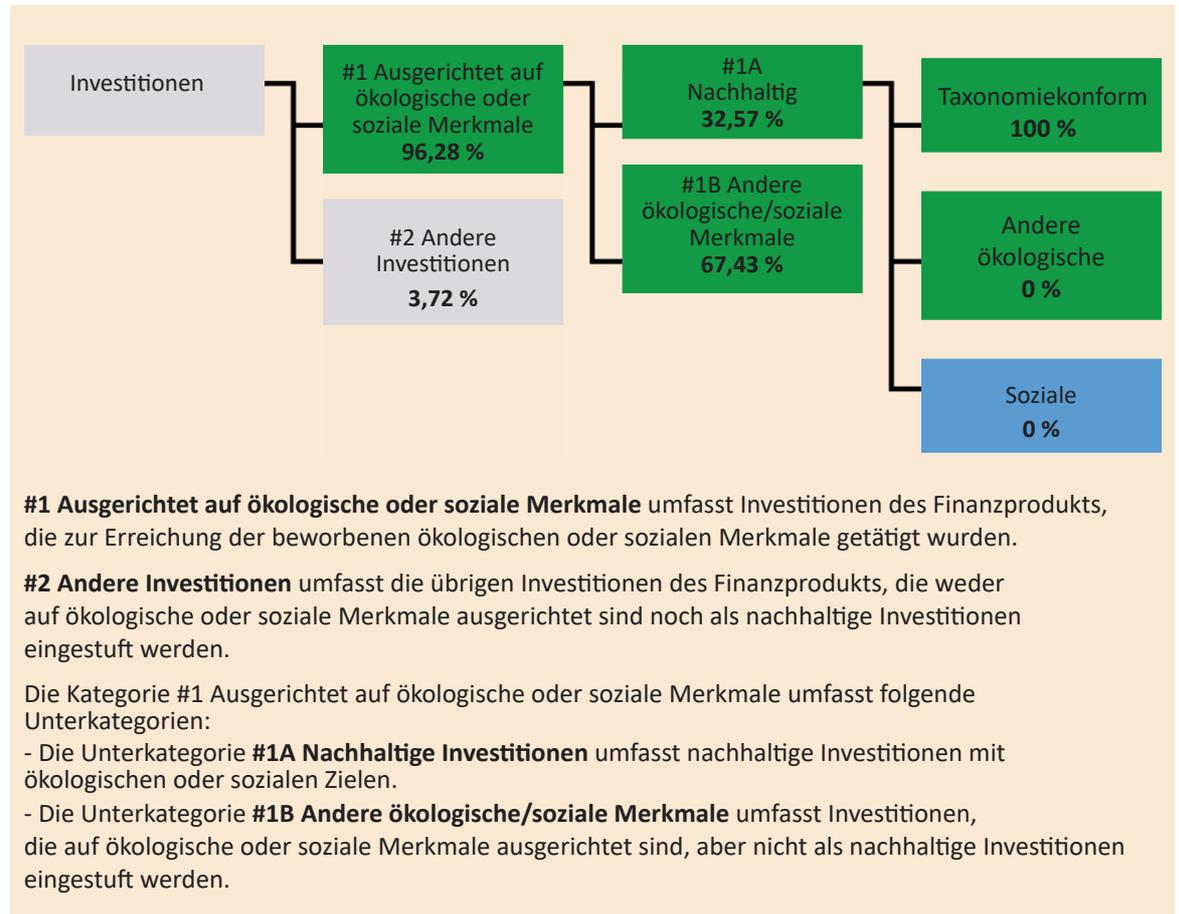 Investitionen
#1 Ausgerichtet auf
ökologische oder
soziale Merkmale
96,28 %
#2 Andere
Investitionen
3,72 %
#1A
Nachhaltig
32,57 %
#1B Andere
ökologische/soziale
Merkmale
67,43 %
Taxonomiekonform
100 %
Andere
ökologische
0 %
Soziale
0 %
#1 Ausgerichtet auf ökologische oder soziale Merkmale umfasst Investitionen des Finanzprodukts,
die zur Erreichung der beworbenen ökologischen oder sozialen Merkmale getätigt wurden.
#2 Andere Investitionen umfasst die übrigen Investitionen des Finanzprodukts, die weder
auf ökologische oder soziale Merkmale ausgerichtet sind noch als nachhaltige Investitionen
eingestuft werden.
Die Kategorie #1 Ausgerichtet auf ökologische oder soziale Merkmale umfasst folgende
Unterkategorien:
- Die Unterkategorie #1A Nachhaltige Investitionen umfasst nachhaltige Investitionen mit
ökologischen oder sozialen Zielen.
- Die Unterkategorie #1B Andere ökologische/soziale Merkmale umfasst Investitionen,
die auf ökologische oder soziale Merkmale ausgerichtet sind, aber nicht als nachhaltige Investitionen
eingestuft werden.